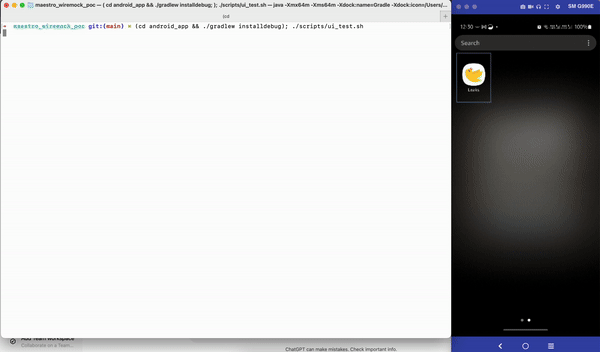 maestro_wiremock_poc — ( cd android_app && ./gradlew installdebug; ); ./scripts/ui_test.sh — java -Xmx64m -Xms64m -Xdock:name=Gradle -Xdock:icon=/Users/...
maestro_wiremock_poc git:(main) (cd android_app && ./gradlew installdebug); ./scripts/ui_test.sh
SM G990E
12:50
100%
Search
Leaks
Add Team workspace
Collaborate on a Team...
ChatGPT can make mistakes. Check important info.